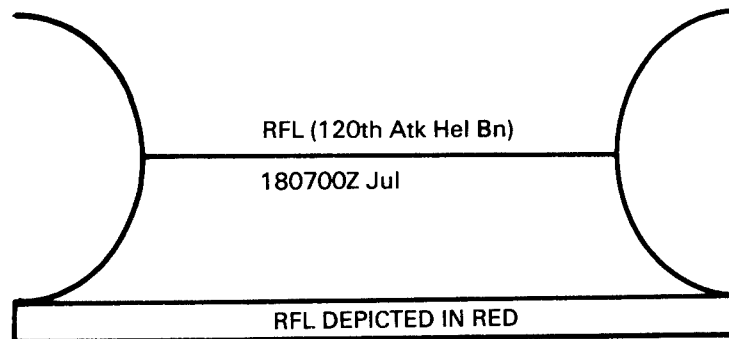 RFL (120th Atk Hel Bn)
180700Z Jul
RFL DEPICTED IN RED